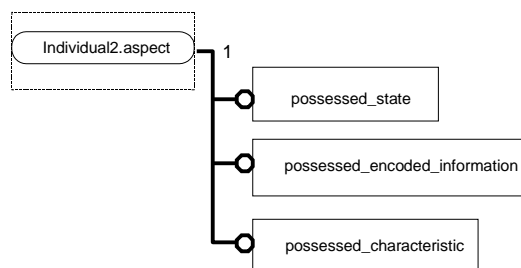 Individual2.aspect
1
possessed_state
possessed_encoded_information
possessed_characteristic